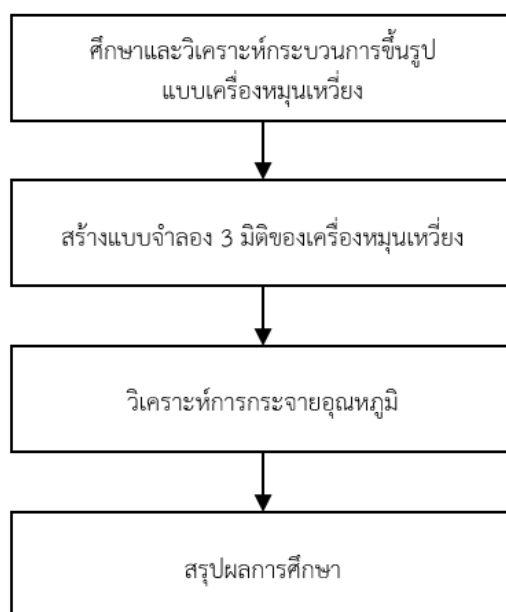 ศึกษาและวิเคราะห์กระบวนการขึ้นรูป
แบบเครื่องหมุนเหวี่ยง
สร้างแบบจำลอง 3 มิติของเครื่องหมุนเหวี่ยง
วิเคราะห์การกระจายอุณหภูมิ
สรุปผลการศึกษา